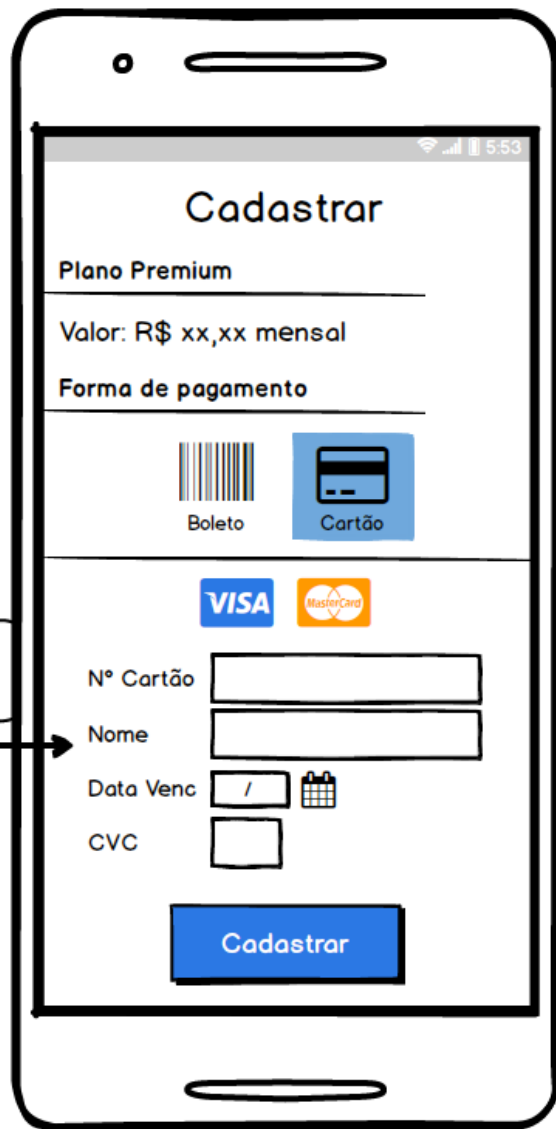 5:53
Cadastrar
Plano Premium
Valor: R$ xx,xx mensal
Forma de pagamento
Boleto Cartão
VISA MasterCard
Nº Cartão
Nome
Data Venc /
CVC
Cadastrar